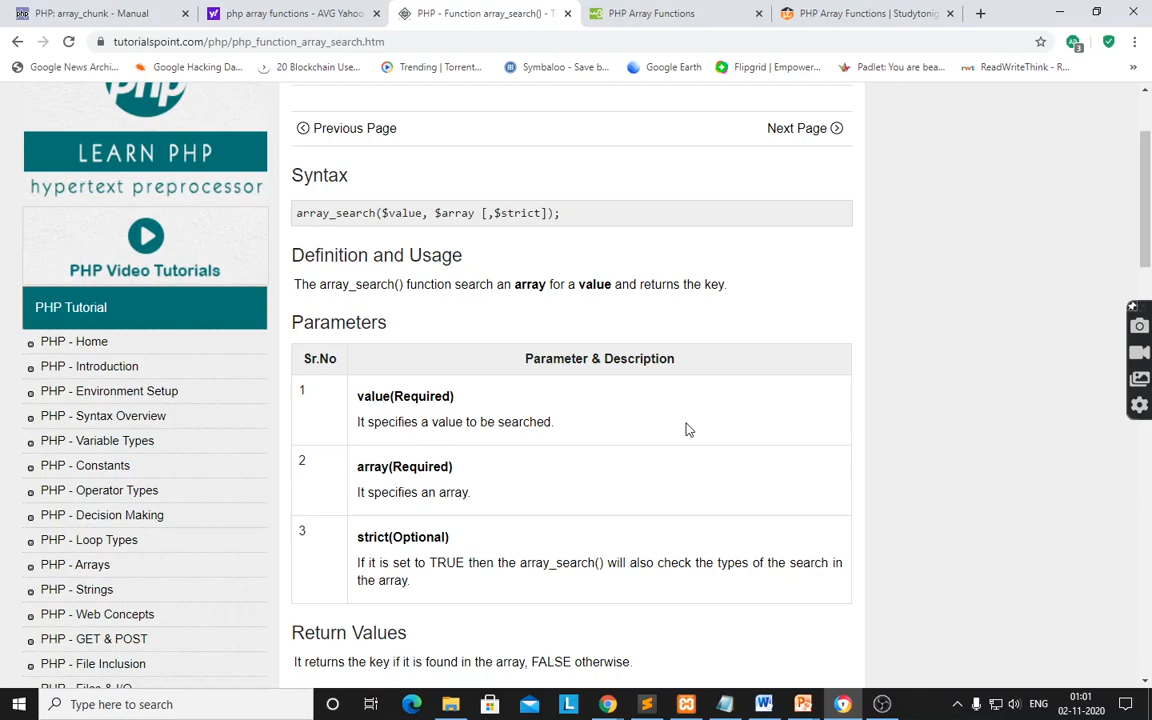 PHP: array_chunk - Manual
php array functions - AVG Yahoo
PHP - Function array_search() - T
PHP Array Functions
PHP Array Functions | Studytonig
tutorialspoint.com/php/php_function_array_search.htm
3
Google News Archi...
Google Hacking Da...
20 Blockchain Use...
Trending | Torrent...
Symbaloo - Save b...
Google Earth
Flipgrid | Empower...
Padlet: You are bea...
ReadWriteThink - R...
»
php
LEARN PHP
hypertext preprocessor
PHP Video Tutorials
PHP Tutorial
PHP - Home
PHP - Introduction
PHP - Environment Setup
PHP - Syntax Overview
PHP - Variable Types
PHP - Constants
PHP - Operator Types
PHP - Decision Making
PHP - Loop Types
PHP - Arrays
PHP - Strings
PHP - Web Concepts
PHP - GET & POST
PHP - File Inclusion
PHP - Files & I/O
Previous Page
Next Page
Syntax
array_search($value, $array [,$strict]);
Definition and Usage
The array_search() function search an array for a value and returns the key.
Parameters
Sr.No
Parameter & Description
1
value(Required)
It specifies a value to be searched.
2
array(Required)
It specifies an array.
3
strict(Optional)
If it is set to TRUE then the array_search() will also check the types of the search in
the array.
Return Values
It returns the key if it is found in the array, FALSE otherwise.
Type here to search
ENG
01:01
02-11-2020